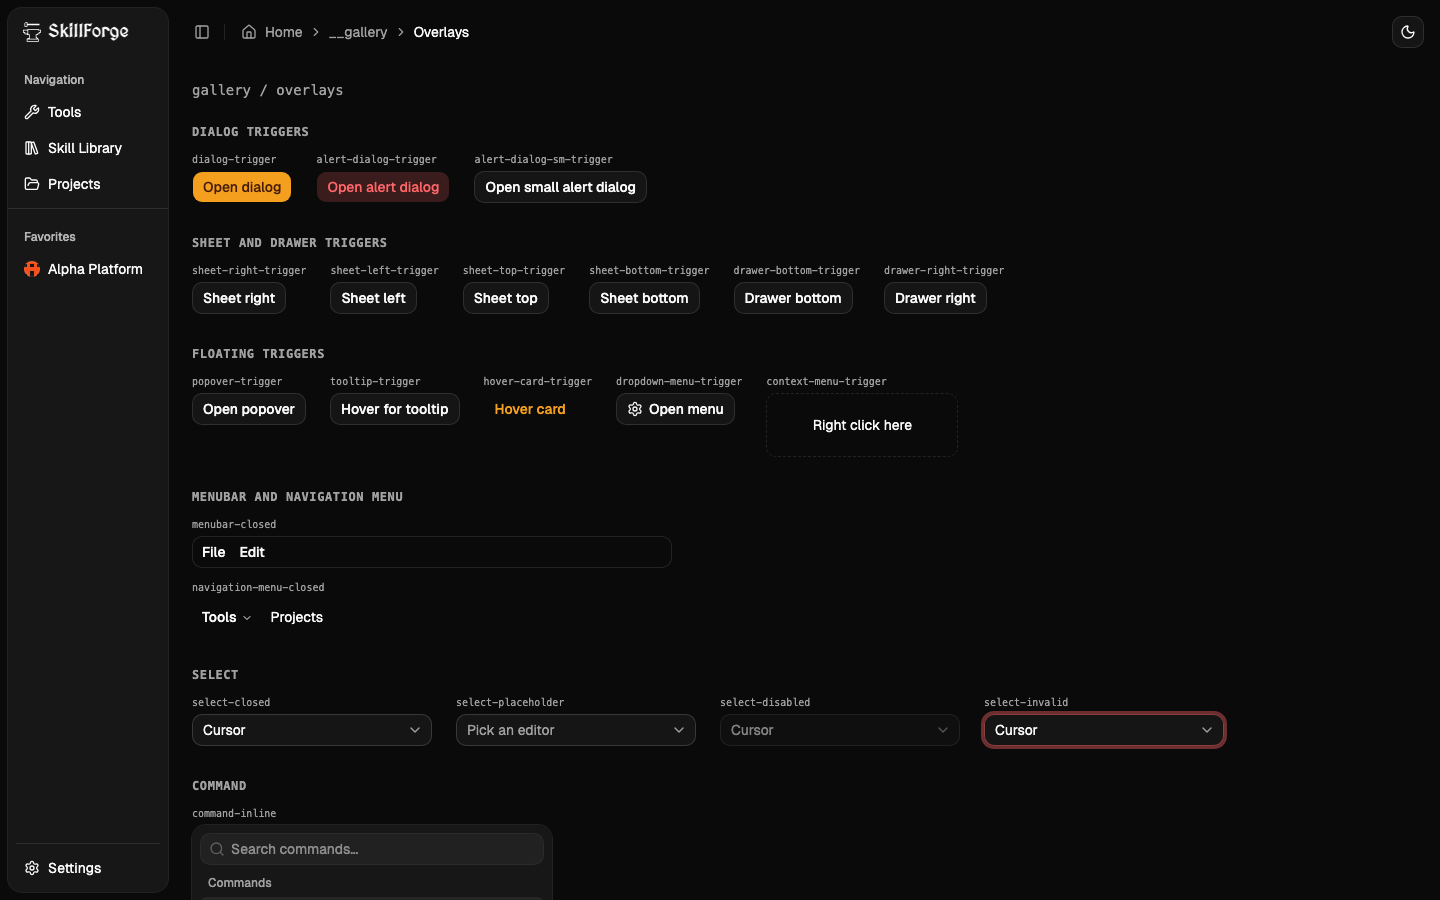 SkillForge
Home > __gallery > Overlays
Navigation
Tools
Skill Library
Projects
Favorites
Alpha Platform
Settings
gallery / overlays
DIALOG TRIGGERS
dialog-trigger alert-dialog-trigger alert-dialog-sm-trigger
Open dialog Open alert dialog Open small alert dialog
SHEET AND DRAWER TRIGGERS
sheet-right-trigger sheet-left-trigger sheet-top-trigger sheet-bottom-trigger drawer-bottom-trigger drawer-right-trigger
Sheet right Sheet left Sheet top Sheet bottom Drawer bottom Drawer right
FLOATING TRIGGERS
popover-trigger tooltip-trigger hover-card-trigger dropdown-menu-trigger context-menu-trigger
Open popover Hover for tooltip Hover card Open menu Right click here
MENUBAR AND NAVIGATION MENU
menubar-closed
File Edit
navigation-menu-closed
Tools Projects
SELECT
select-closed select-placeholder select-disabled select-invalid
Cursor Pick an editor Cursor Cursor
COMMAND
command-inline
Search commands...
Commands